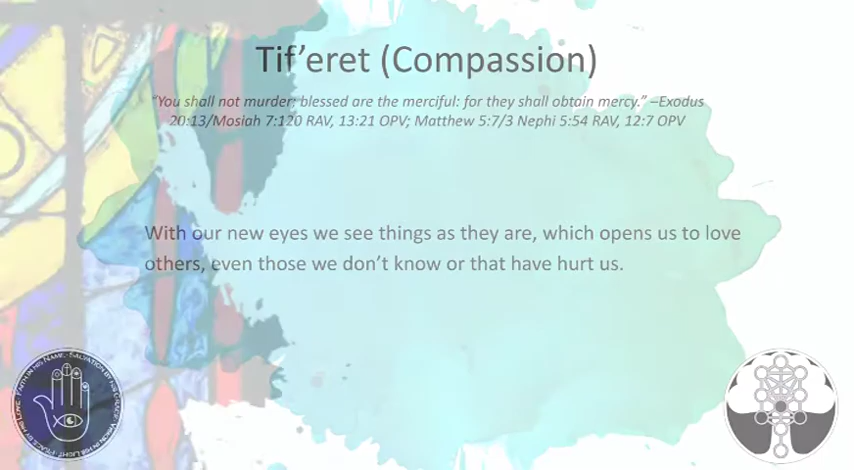 Tif’eret (Compassion)
“You shall not murder; blessed are the merciful: for they shall obtain mercy.” –Exodus
20:13/Mosiah 7:120 RAV, 13:21 OPV; Matthew 5:7/3 Nephi 5:54 RAV, 12:7 OPV
With our new eyes we see things as they are, which opens us to love
others, even those we don’t know or that have hurt us.